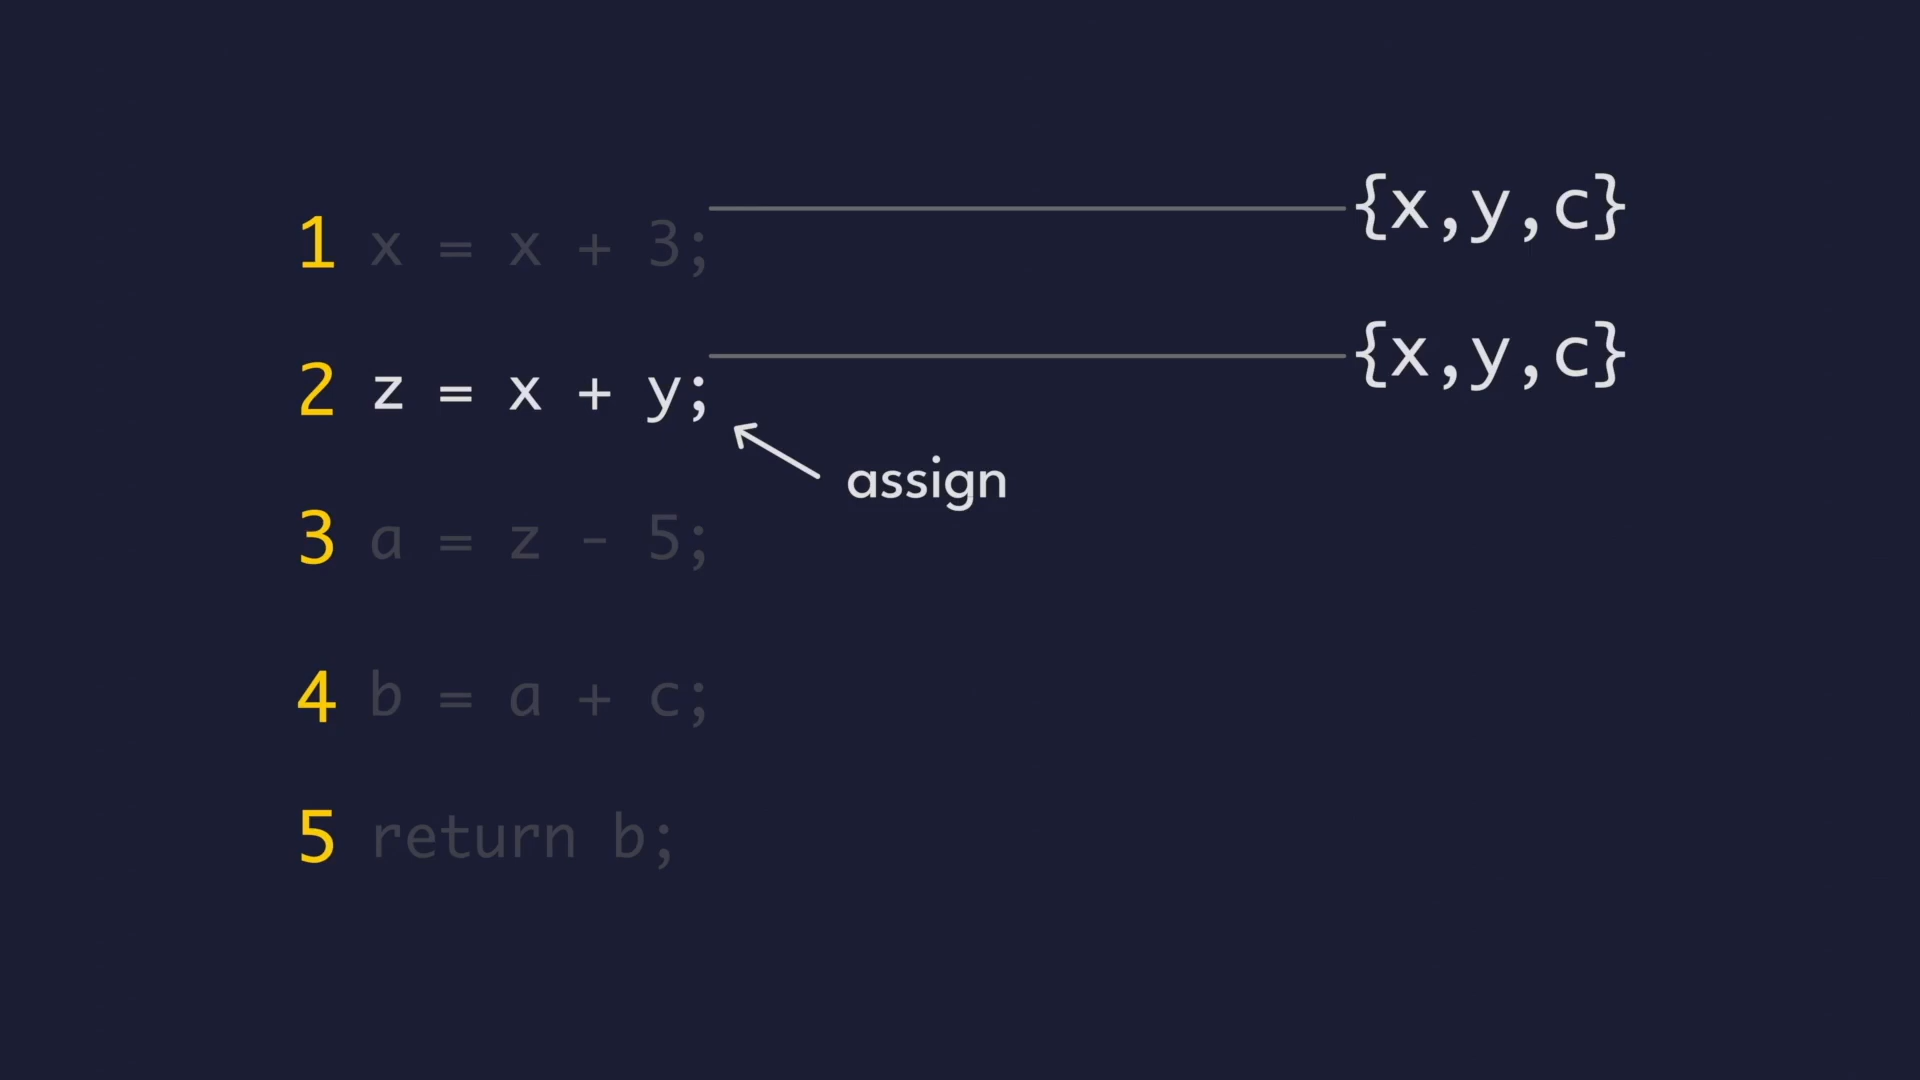 1 x = x + 3; {x,y,c}
2 z = x + y; {x,y,c}
assign
3 a = z - 5;
4 b = a + c;
5 return b;